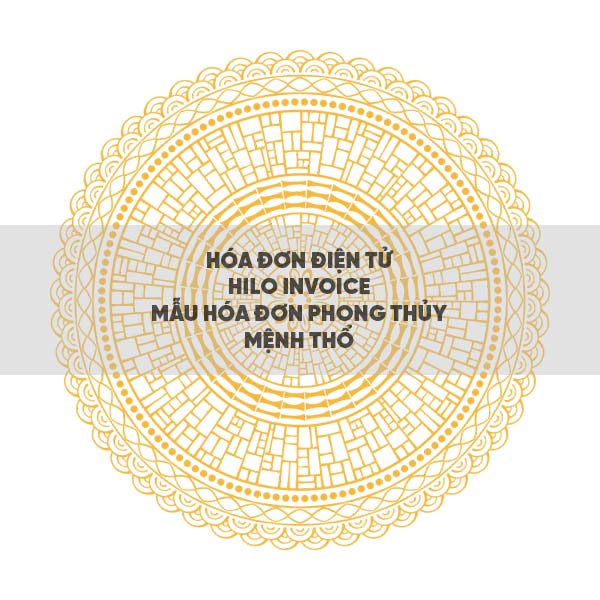 HÓA ĐƠN ĐIỆN TỬ
HILO INVOICE
MẪU HÓA ĐƠN PHONG THỦY
MỆNH THỔ